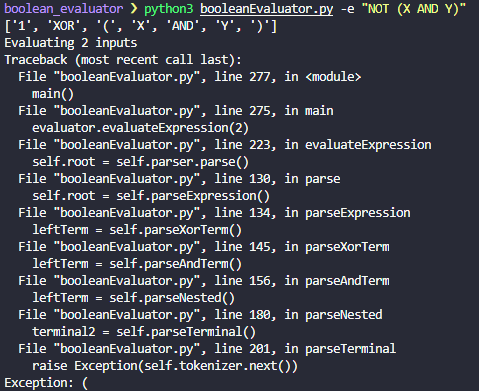 boolean_evaluator ❯ python3 booleanEvaluator.py -e "NOT (X AND Y)"
['1', 'XOR', '(', 'X', 'AND', 'Y', ')']
Evaluating 2 inputs
Traceback (most recent call last):
  File "booleanEvaluator.py", line 277, in <module>
    main()
  File "booleanEvaluator.py", line 275, in main
    evaluator.evaluateExpression(2)
  File "booleanEvaluator.py", line 223, in evaluateExpression
    self.root = self.parser.parse()
  File "booleanEvaluator.py", line 130, in parse
    self.root = self.parseExpression()
  File "booleanEvaluator.py", line 134, in parseExpression
    leftTerm = self.parseXorTerm()
  File "booleanEvaluator.py", line 145, in parseXorTerm
    leftTerm = self.parseAndTerm()
  File "booleanEvaluator.py", line 156, in parseAndTerm
    leftTerm = self.parseNested()
  File "booleanEvaluator.py", line 180, in parseNested
    terminal2 = self.parseTerminal()
  File "booleanEvaluator.py", line 201, in parseTerminal
    raise Exception(self.tokenizer.next())
Exception: (